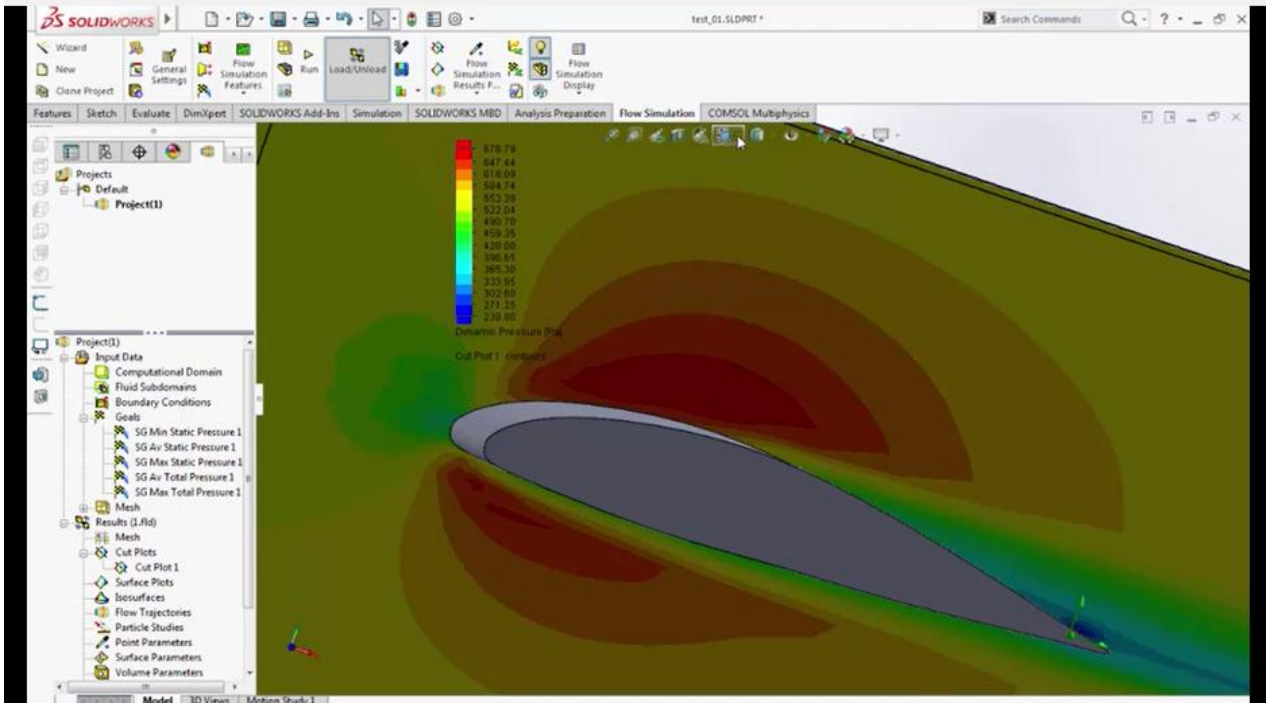 SOLIDWORKS
test_01.SLDPRT *
Search Commands
Wizard
New
Clone Project
General Settings
Flow Simulation Features
Run
Load/Unload
Flow Simulation Results F...
Flow Simulation Display
Features Sketch Evaluate DimXpert SOLIDWORKS Add-Ins Simulation SOLIDWORKS MBD Analysis Preparation Flow Simulation COMSOL Multiphysics
Projects
Default
Project(1)
678.79
647.44
616.09
584.74
553.39
522.04
490.70
459.35
428.00
396.65
365.30
333.95
302.60
271.25
239.90
Dynamic Pressure [Pa]
Cut Plot 1: contours
Project(1)
Input Data
Computational Domain
Fluid Subdomains
Boundary Conditions
Goals
SG Min Static Pressure 1
SG Av Static Pressure 1
SG Max Static Pressure 1
SG Av Total Pressure 1
SG Max Total Pressure 1
Mesh
Results (1.fld)
Mesh
Cut Plots
Cut Plot 1
Surface Plots
Isosurfaces
Flow Trajectories
Particle Studies
Point Parameters
Surface Parameters
Volume Parameters
Model 3D Views Motion Study 1